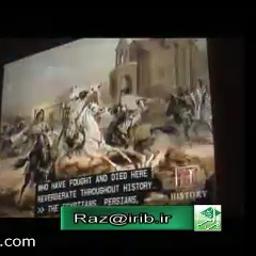 WHO HAVE FOUGHT AND DIED HERE
REVERBERATE THROUGHOUT HISTORY
>> THE EGYPTIANS, PERSIANS,
H
HISTORY
Raz@irib.ir
s.com